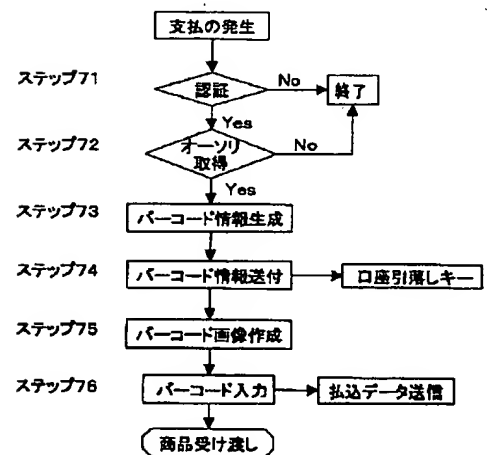 支払の発生
ステップ71
認証
No
終了
Yes
ステップ72
オーソリ
取得
No
Yes
ステップ73
バーコード情報生成
ステップ74
バーコード情報送付
口座引落しキー
ステップ75
バーコード画像作成
ステップ76
バーコード入力
払込データ送信
商品受け渡し